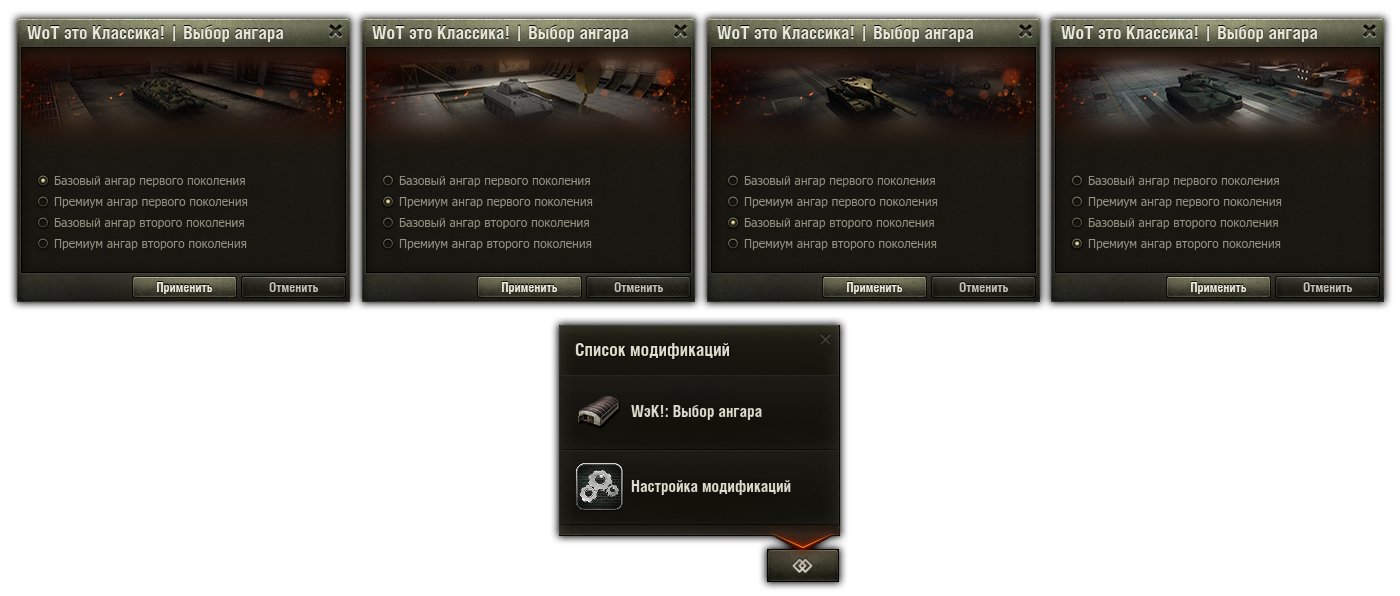 WoT это Классика! | Выбор ангара
Базовый ангар первого поколения
Премиум ангар первого поколения
Базовый ангар второго поколения
Премиум ангар второго поколения
Применить
Отменить
WoT это Классика! | Выбор ангара
Базовый ангар первого поколения
Премиум ангар первого поколения
Базовый ангар второго поколения
Премиум ангар второго поколения
Применить
Отменить
WoT это Классика! | Выбор ангара
Базовый ангар первого поколения
Премиум ангар первого поколения
Базовый ангар второго поколения
Премиум ангар второго поколения
Применить
Отменить
WoT это Классика! | Выбор ангара
Базовый ангар первого поколения
Премиум ангар первого поколения
Базовый ангар второго поколения
Премиум ангар второго поколения
Применить
Отменить
Список модификаций
WэК!: Выбор ангара
Настройка модификаций